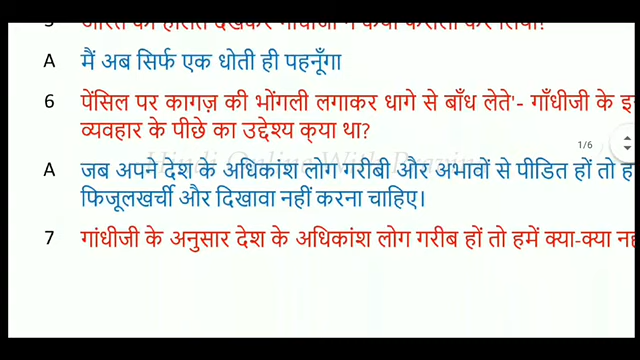 A मैं अब सिर्फ एक धोती ही पहनूँगा
6 पेंसिल पर कागज़ की भोंगली लगाकर धागे से बाँध लेते'- गाँधीजी के इ
व्यवहार के पीछे का उद्देश्य क्या था?
1/6
A जब अपने देश के अधिकांश लोग गरीबी और अभावों से पीडित हों तो ह
फिजूलखर्ची और दिखावा नहीं करना चाहिए।
7 गांधीजी के अनुसार देश के अधिकांश लोग गरीब हों तो हमें क्या-क्या